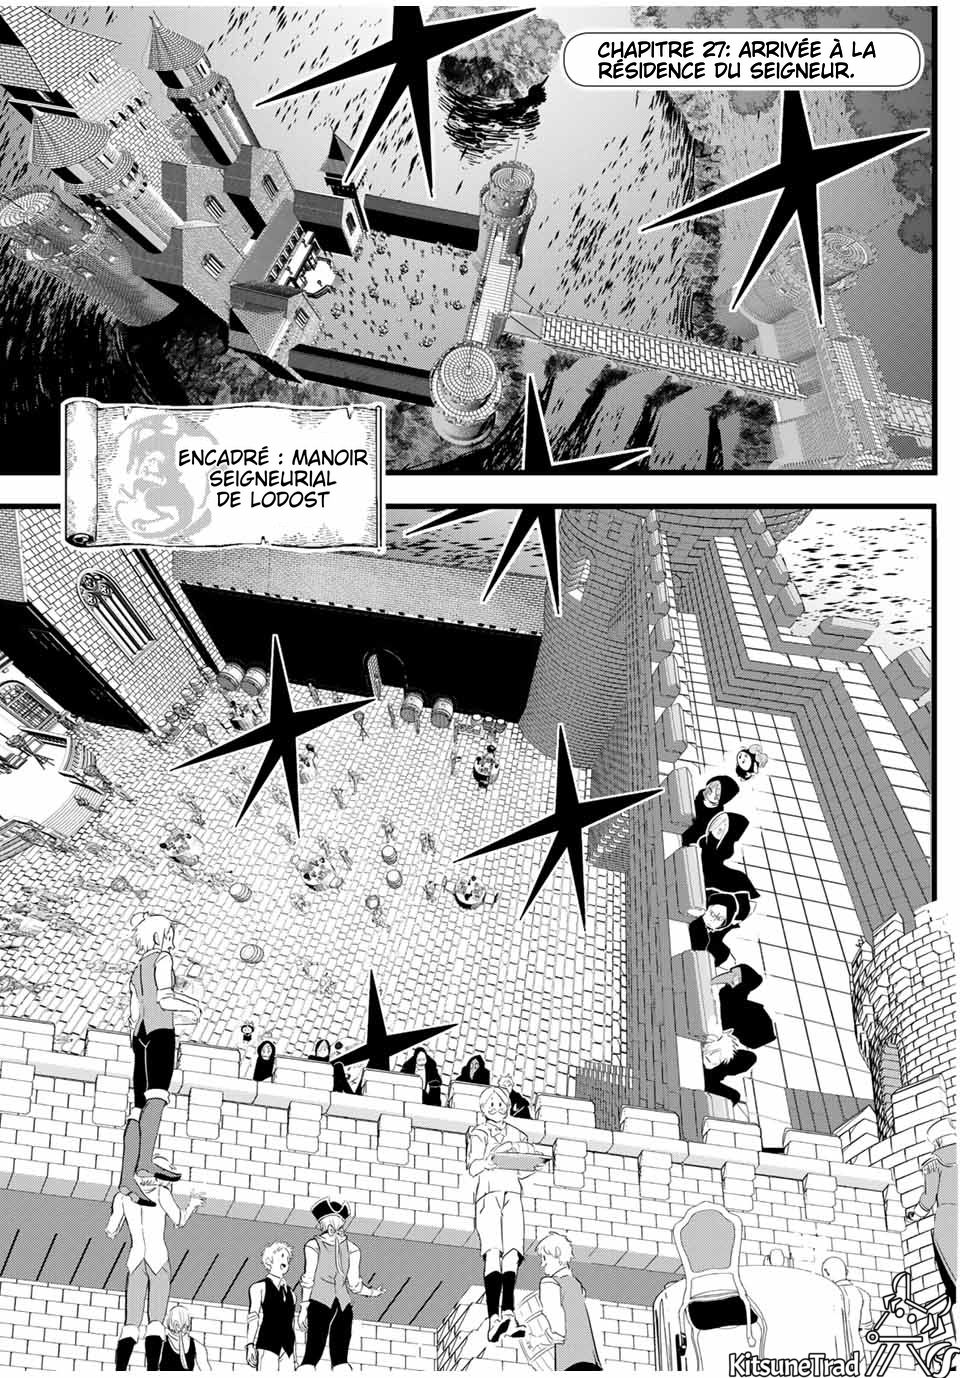 CHAPITRE 27: ARRIVÉE À LA
RÉSIDENCE DU SEIGNEUR.
ENCADRÉ : MANOIR
SEIGNEURIAL
DE LODOST
KitsuneTrad